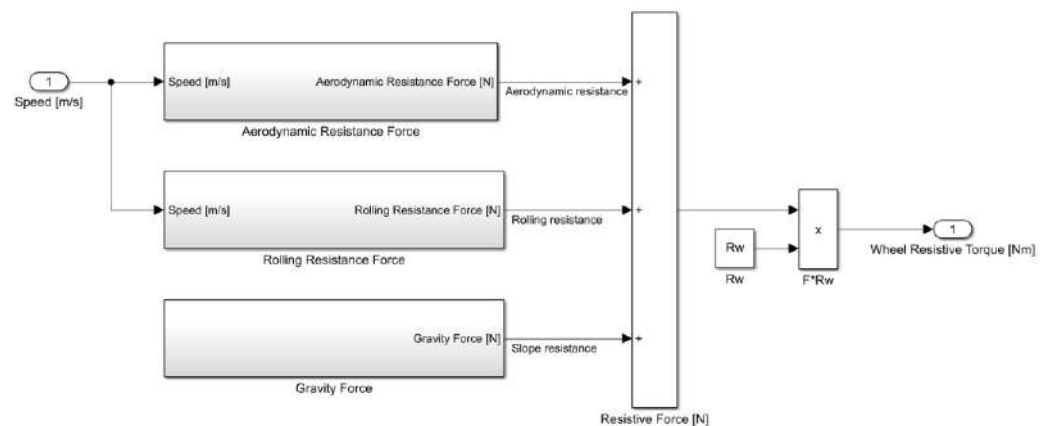 1
Speed [m/s]
Speed [m/s]
Aerodynamic Resistance Force [N]
Aerodynamic Resistance Force
Aerodynamic resistance
+
Speed [m/s]
Rolling Resistance Force [N]
Rolling Resistance Force
Rolling resistance
+
Gravity Force [N]
Gravity Force
Slope resistance
+
Resistive Force [N]
Rw
Rw
x
F*Rw
1
Wheel Resistive Torque [Nm]